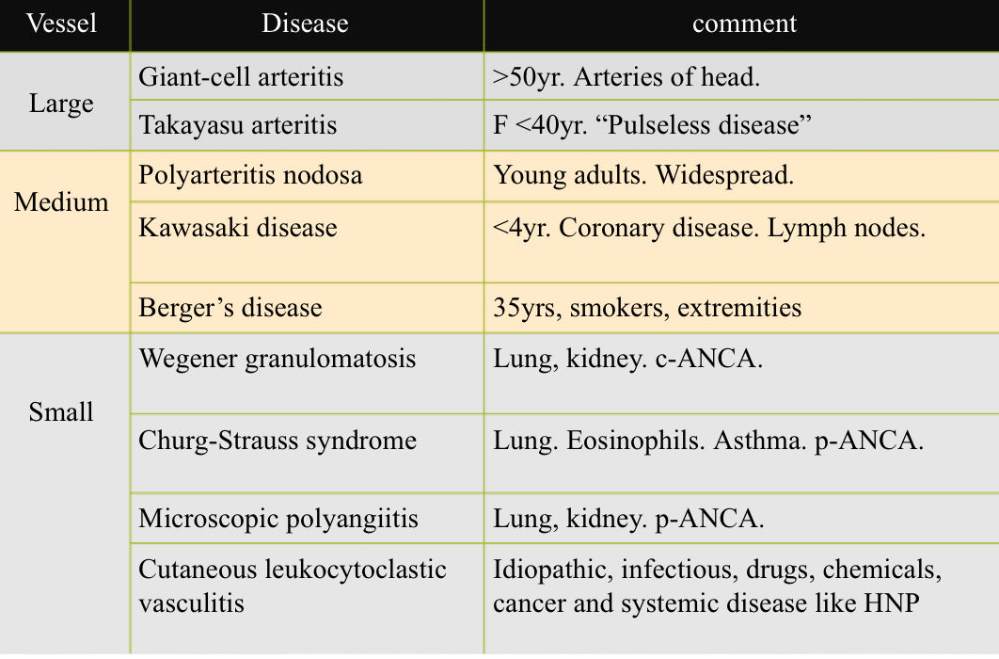 Vessel Disease comment
Large
Giant-cell arteritis >50yr. Arteries of head.
Takayasu arteritis F <40yr. “Pulseless disease”
Medium
Polyarteritis nodosa Young adults. Widespread.
Kawasaki disease <4yr. Coronary disease. Lymph nodes.
Berger’s disease 35yrs, smokers, extremities
Small
Wegener granulomatosis Lung, kidney. c-ANCA.
Churg-Strauss syndrome Lung. Eosinophils. Asthma. p-ANCA.
Microscopic polyangiitis Lung, kidney. p-ANCA.
Cutaneous leukocytoclastic
vasculitis
Idiopathic, infectious, drugs, chemicals,
cancer and systemic disease like HNP